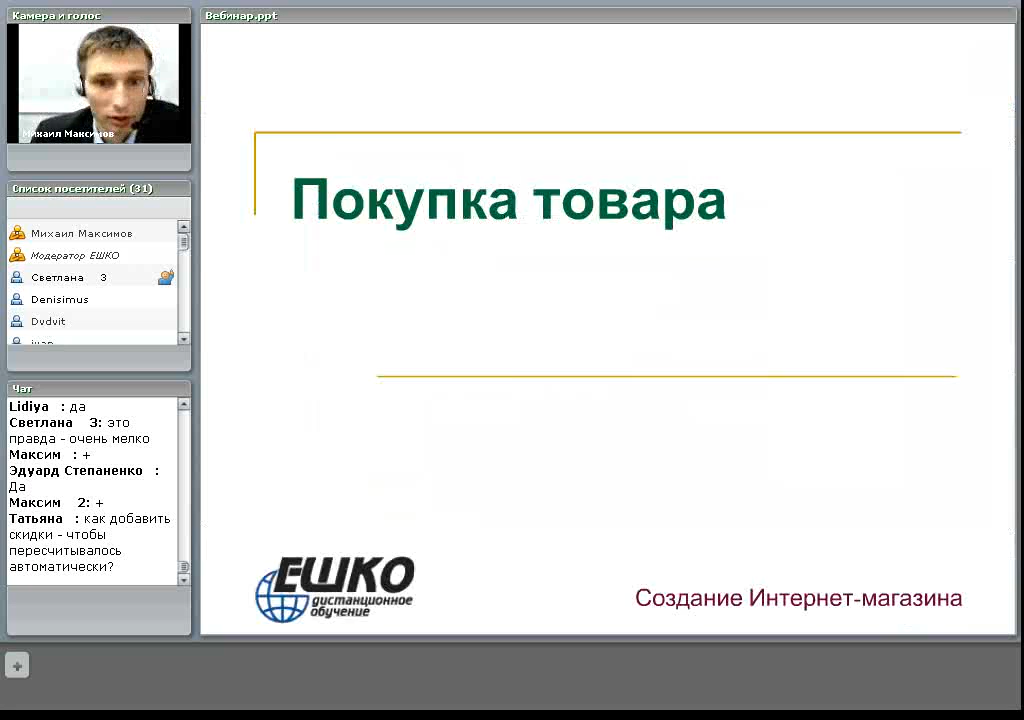 Камера и голос
Михаил Максимов
Список посетителей (31)
Михаил Максимов
Модератор ЕШКО
Светлана 3
Denisimus
Dvdvit
Чат
Lidiya : да
Светлана 3: это
правда - очень мелко
Максим : +
Эдуард Степаненко :
Да
Максим 2: +
Татьяна : как добавить
скидки - чтобы
пересчитывалось
автоматически?
Вебинар.ppt
Покупка товара
ЕШКО
дистанционное
обучение
Создание Интернет-магазина